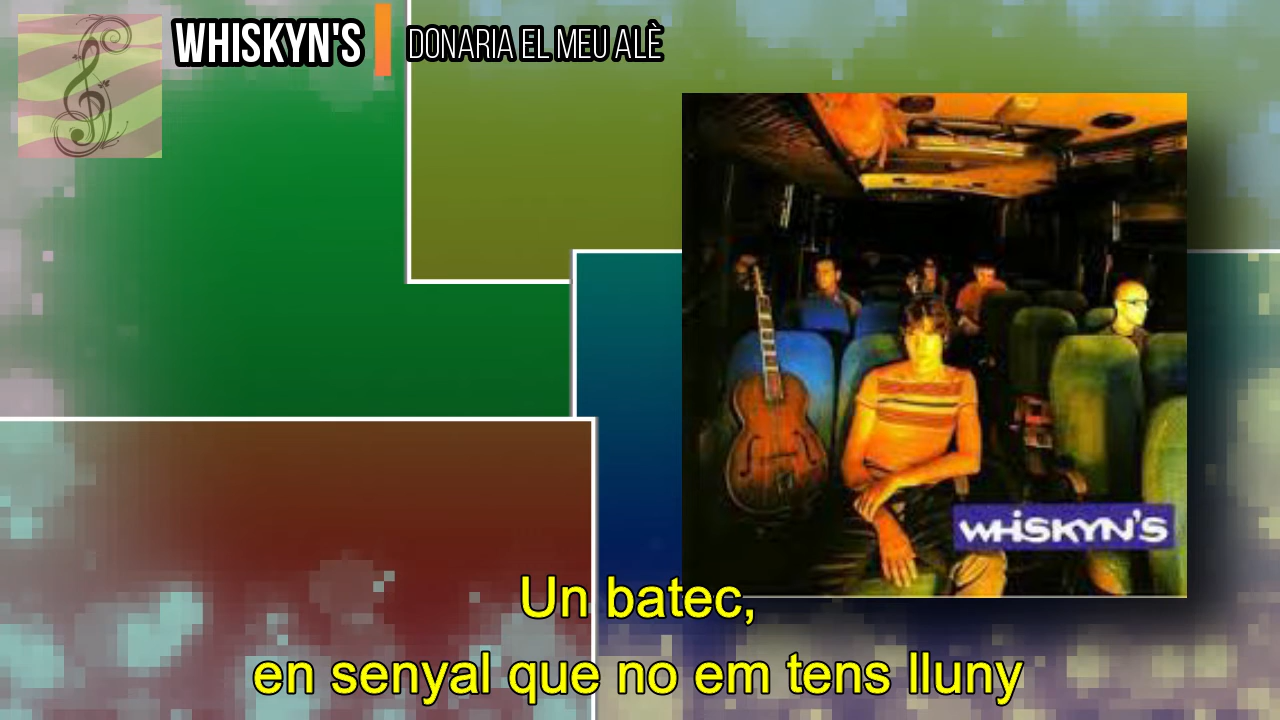 WHISKYN'S
DONARIA EL MEU ALÈ
WHISKYN'S
Un batec,
en senyal que no em tens lluny